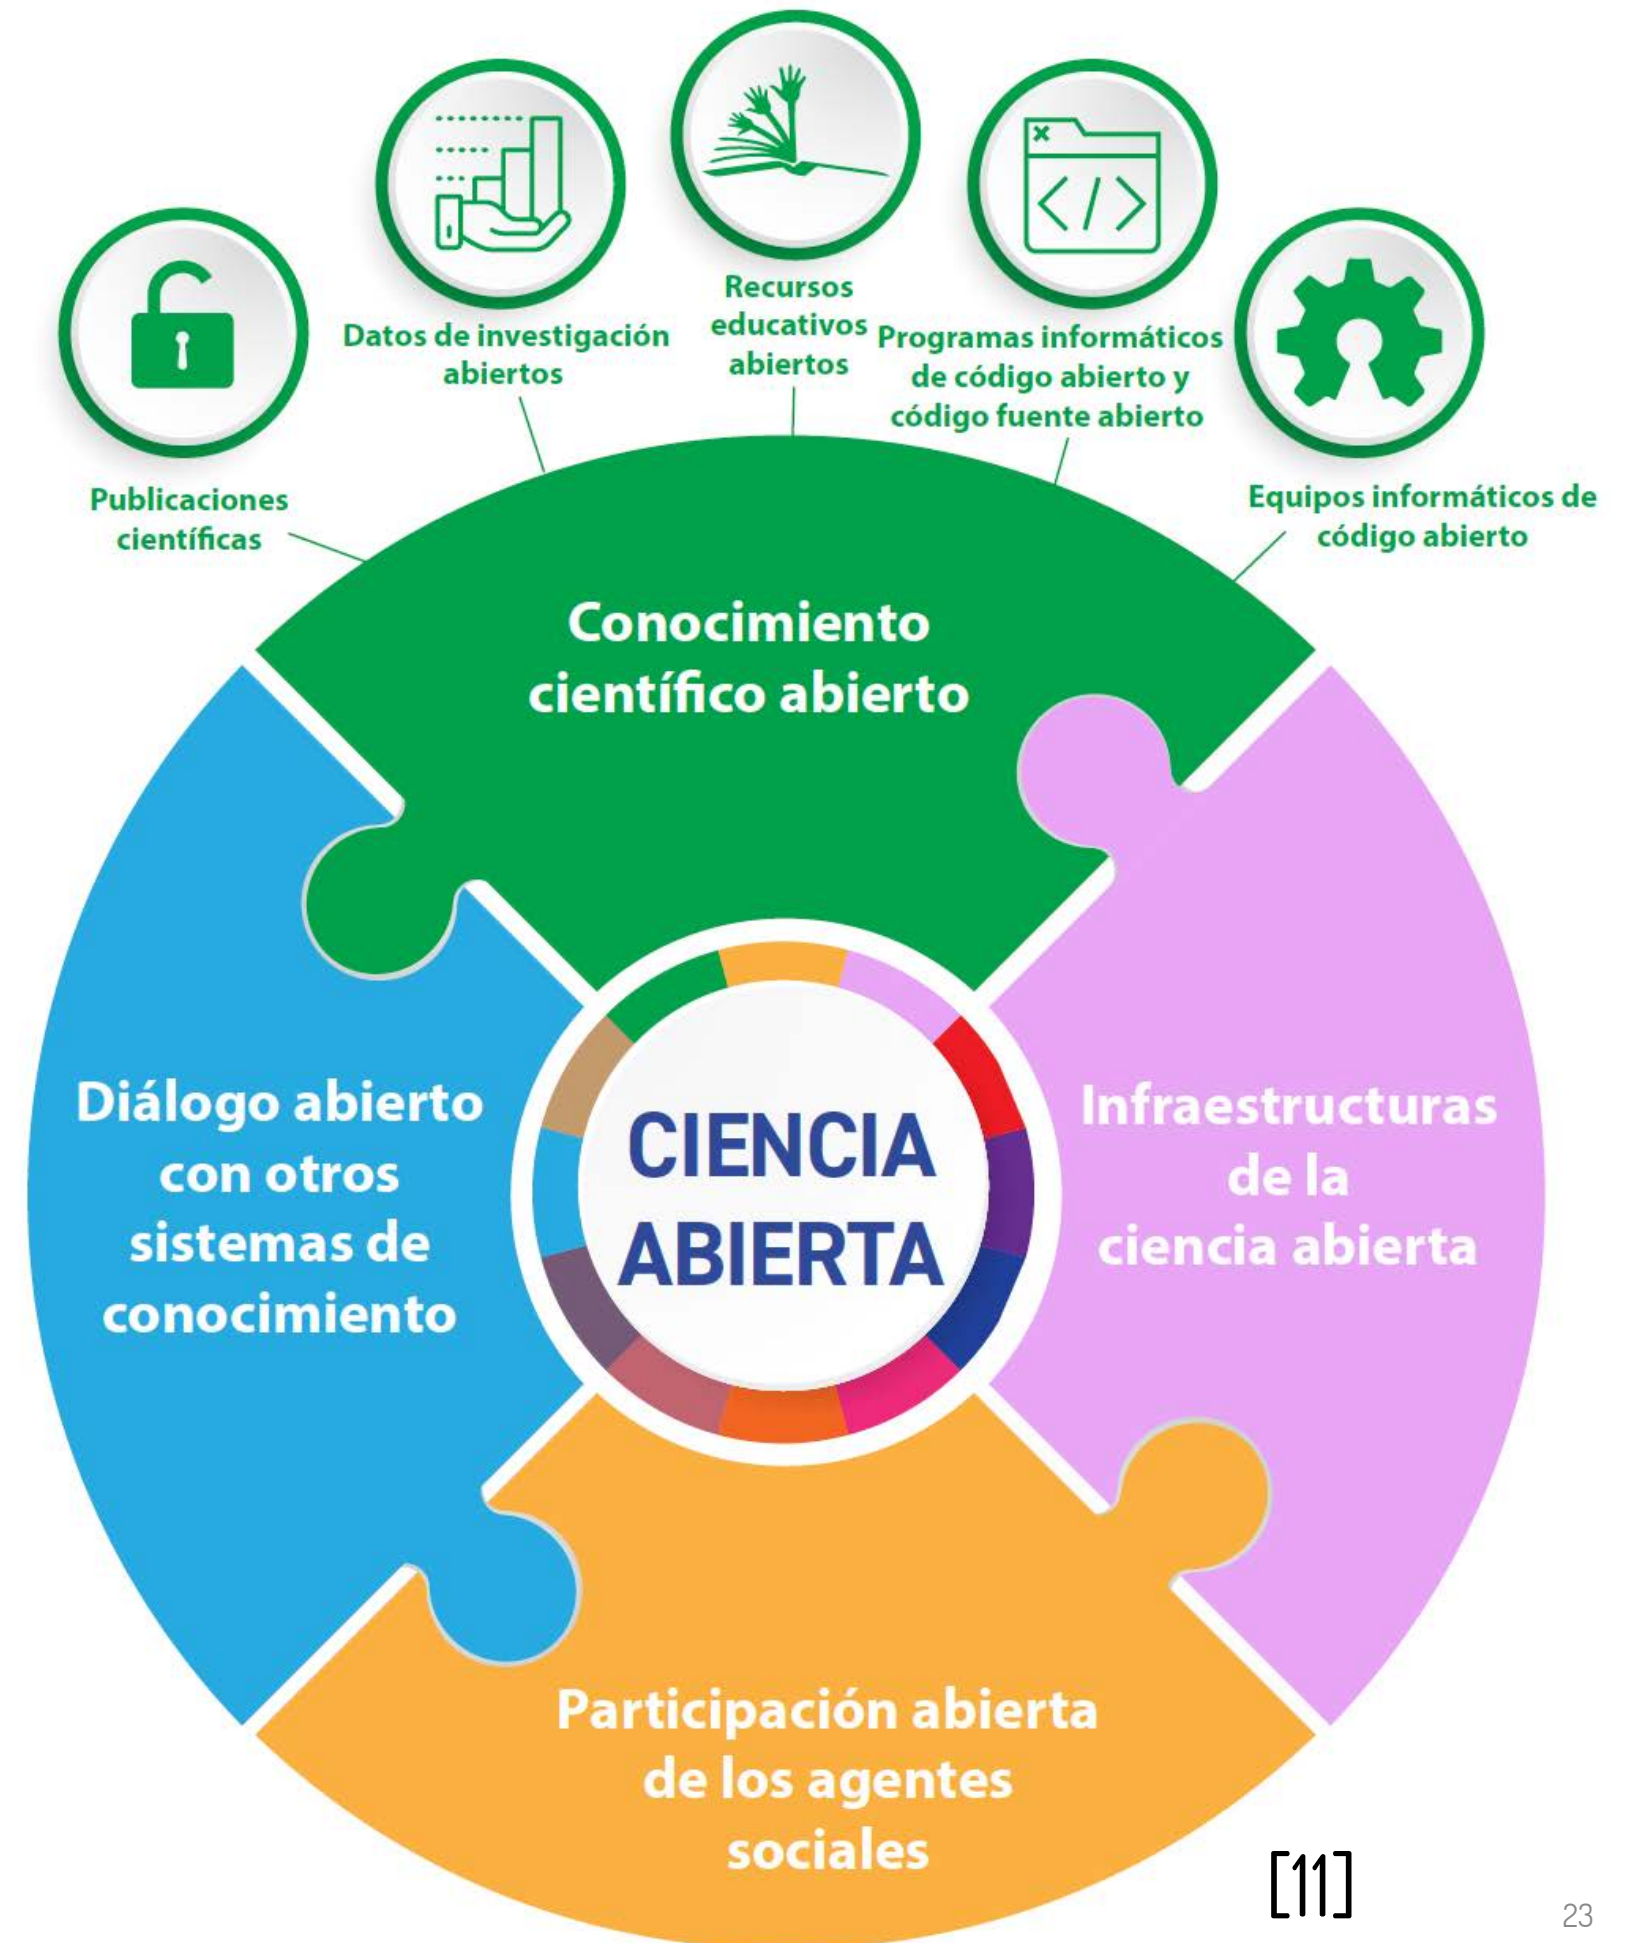 Publicaciones
científicas
Datos de investigación
abiertos
Recursos
educativos
abiertos
Programas informáticos
de código abierto y
código fuente abierto
Equipos informáticos de
código abierto
Conocimiento
científico abierto
Diálogo abierto
con otros
sistemas de
conocimiento
CIENCIA
ABIERTA
Infraestructuras
de la
ciencia abierta
Participación abierta
de los agentes
sociales
[11]
23